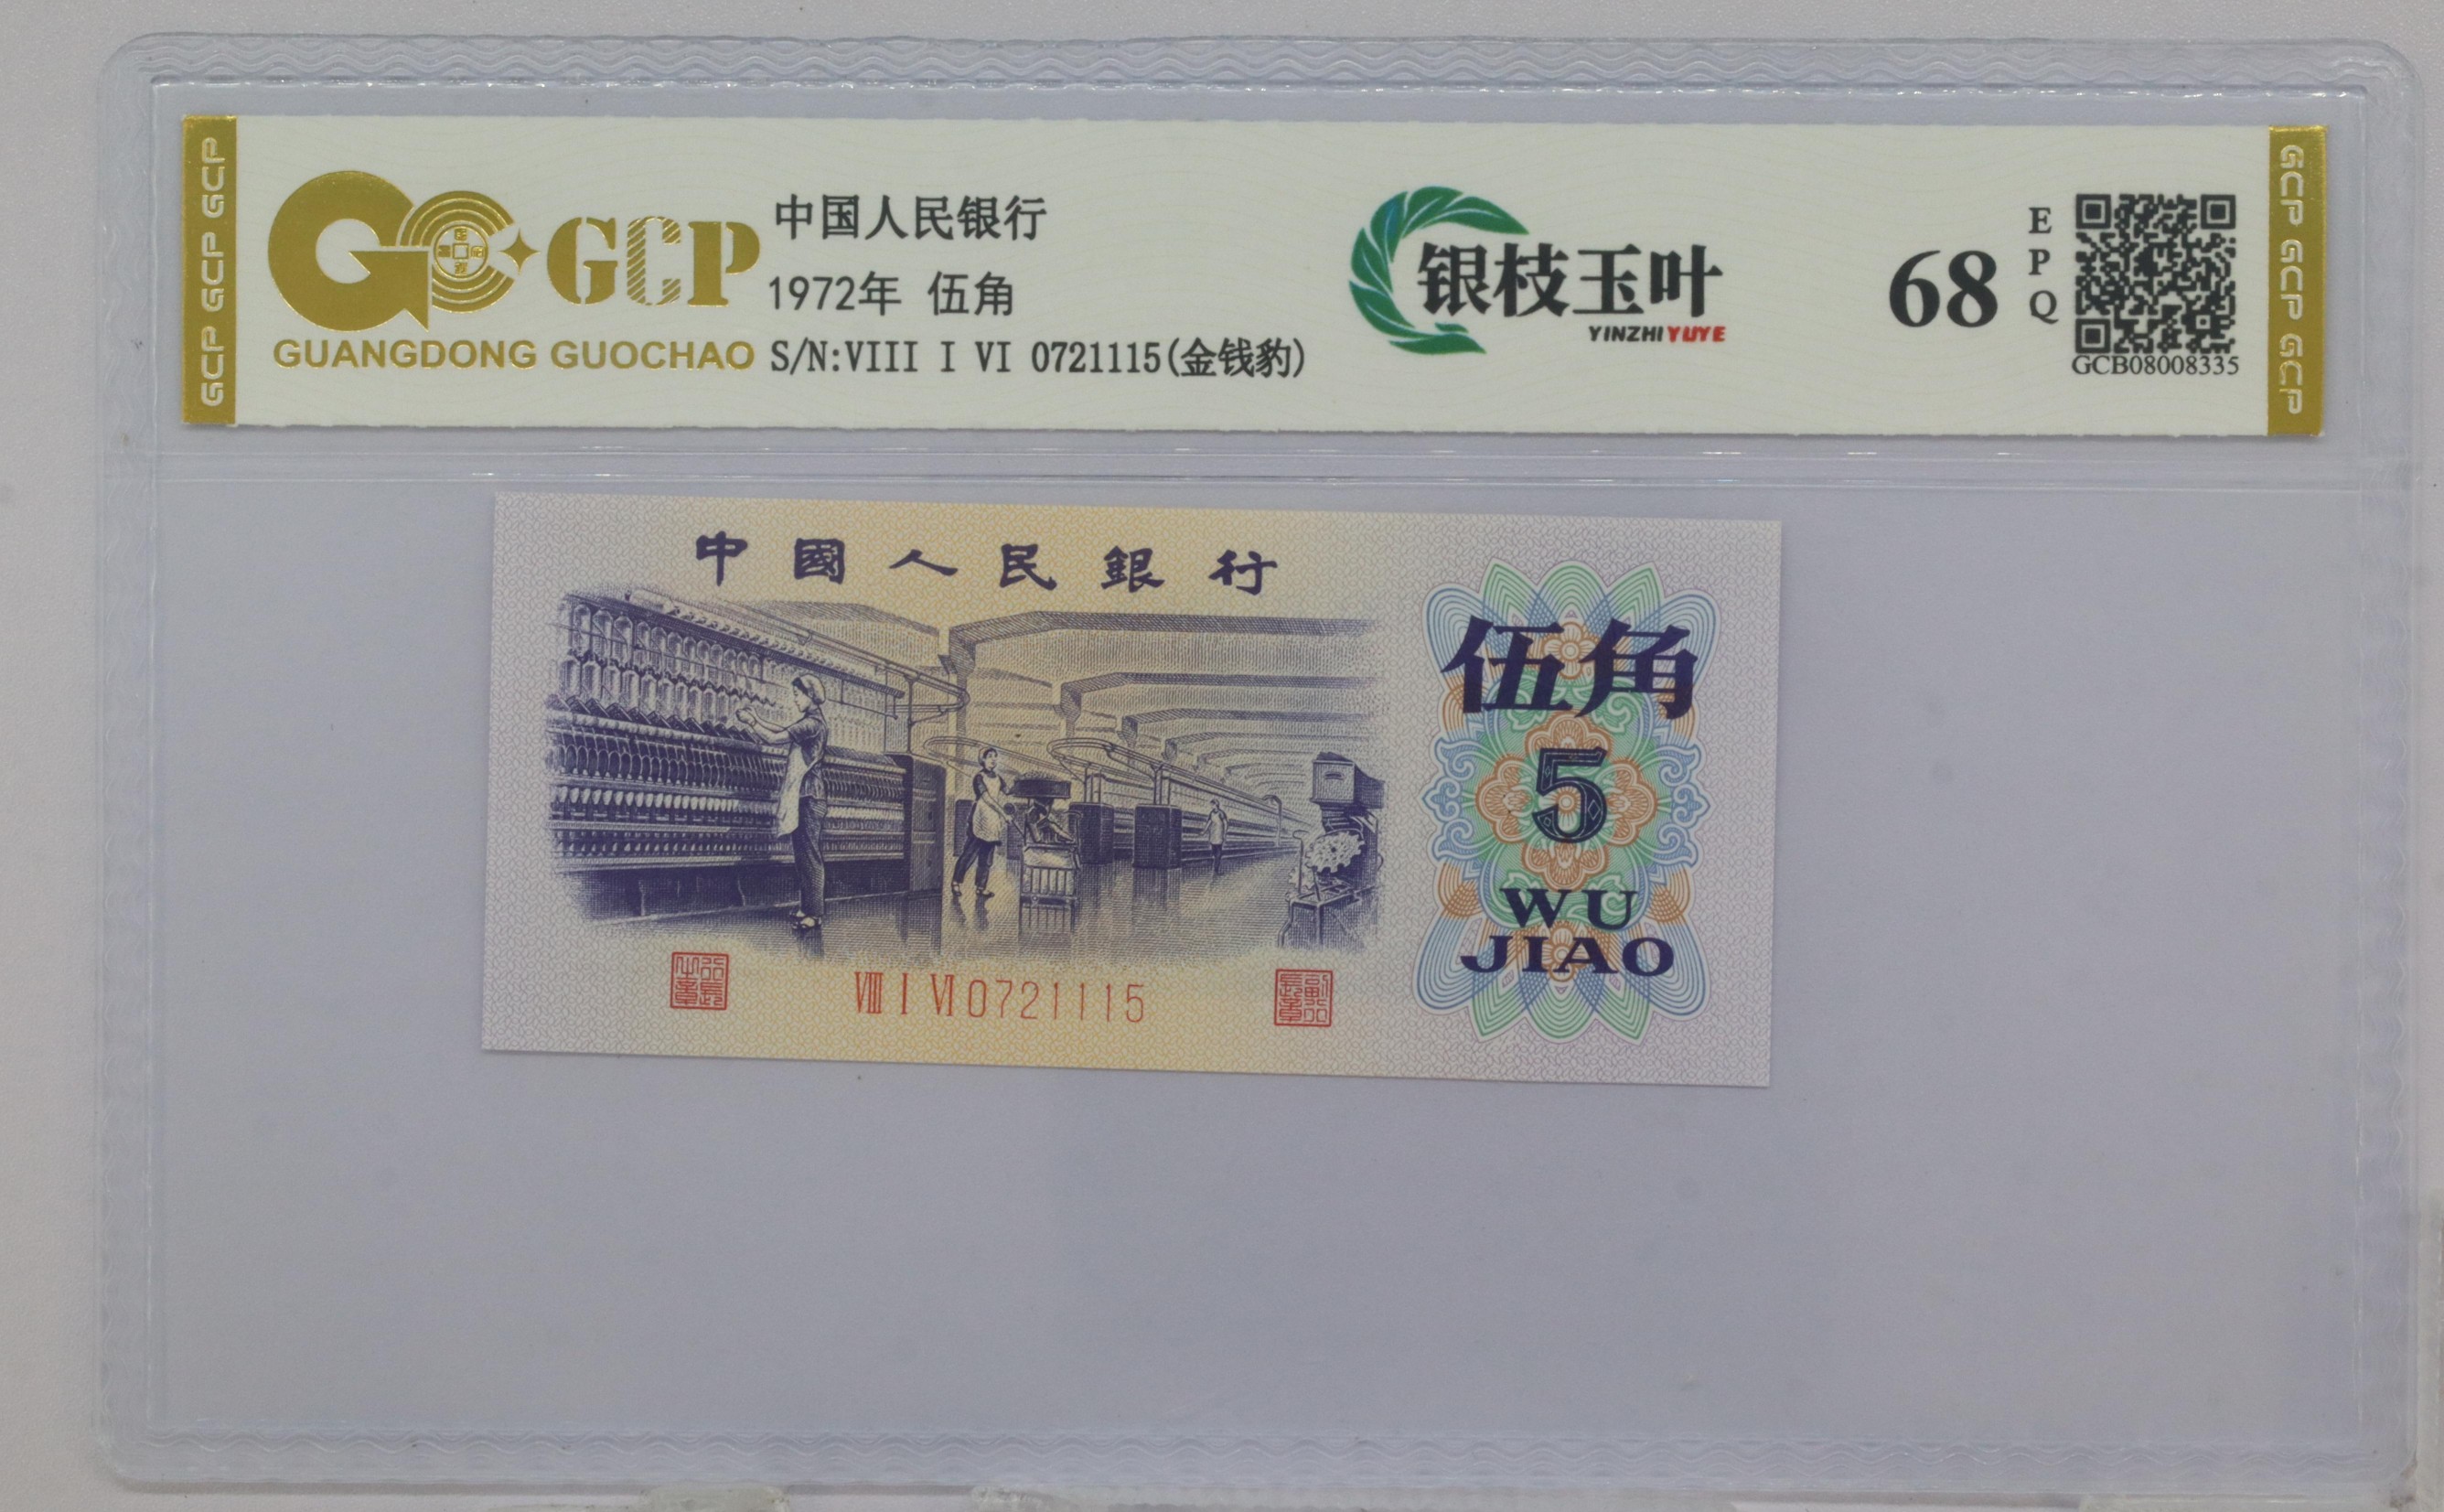 GCP GCP GCP
GCP
GUANGDONG GUOCHAO
中国人民银行
1972年 伍角
S/N:VIII I VI 0721115(金钱豹)
银枝玉叶
YINZHIYUYE
68
EPQ
GCB08008335
GCP GCP GCP
中國人民銀行
伍角
5
WU
JIAO
VIII I VI 0721115